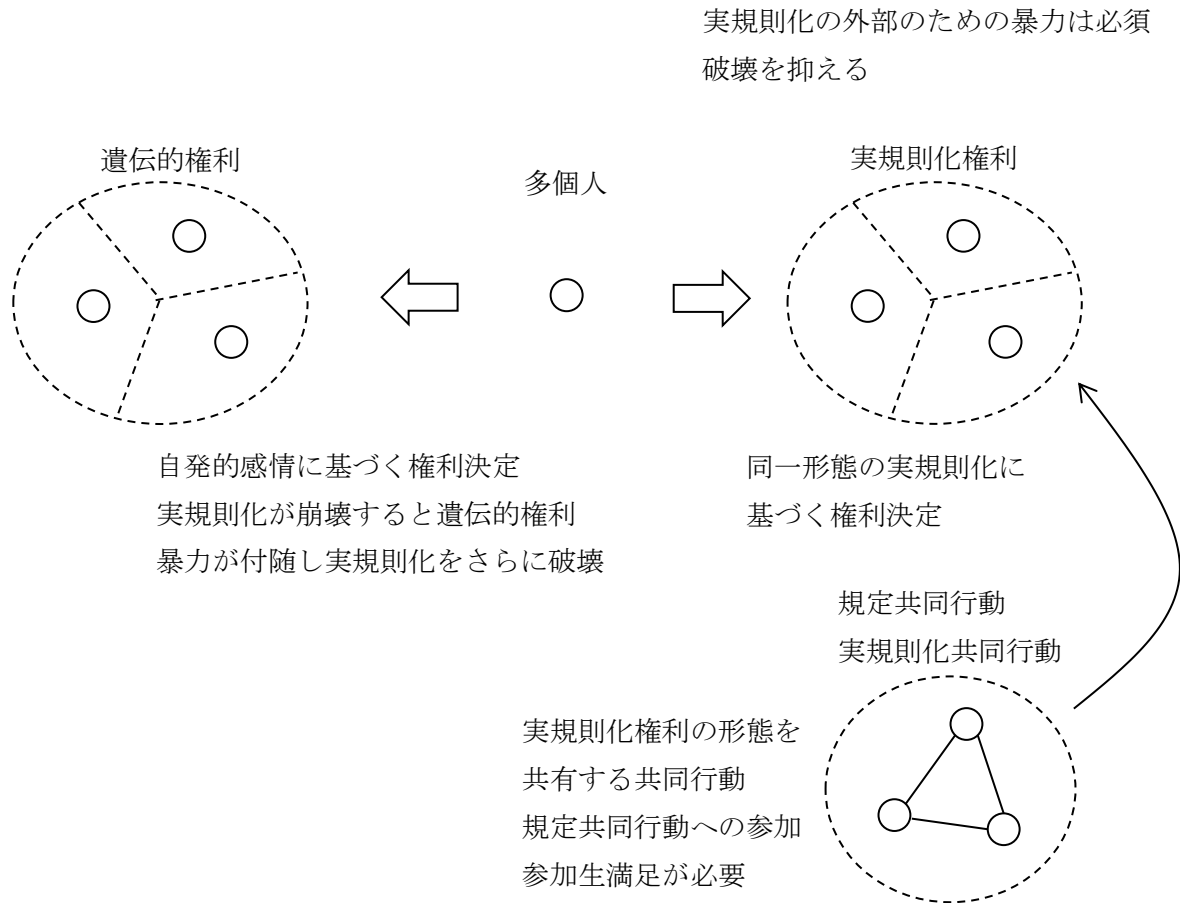 実規則化の外部のための暴力は必須
破壊を抑える
遺伝的権利
多個人
実規則化権利
自発的感情に基づく権利決定
実規則化が崩壊すると遺伝的権利
暴力が付随し実規則化をさらに破壊
同一形態の実規則化に
基づく権利決定
規定共同行動
実規則化共同行動
実規則化権利の形態を
共有する共同行動
規定共同行動への参加
参加生満足が必要